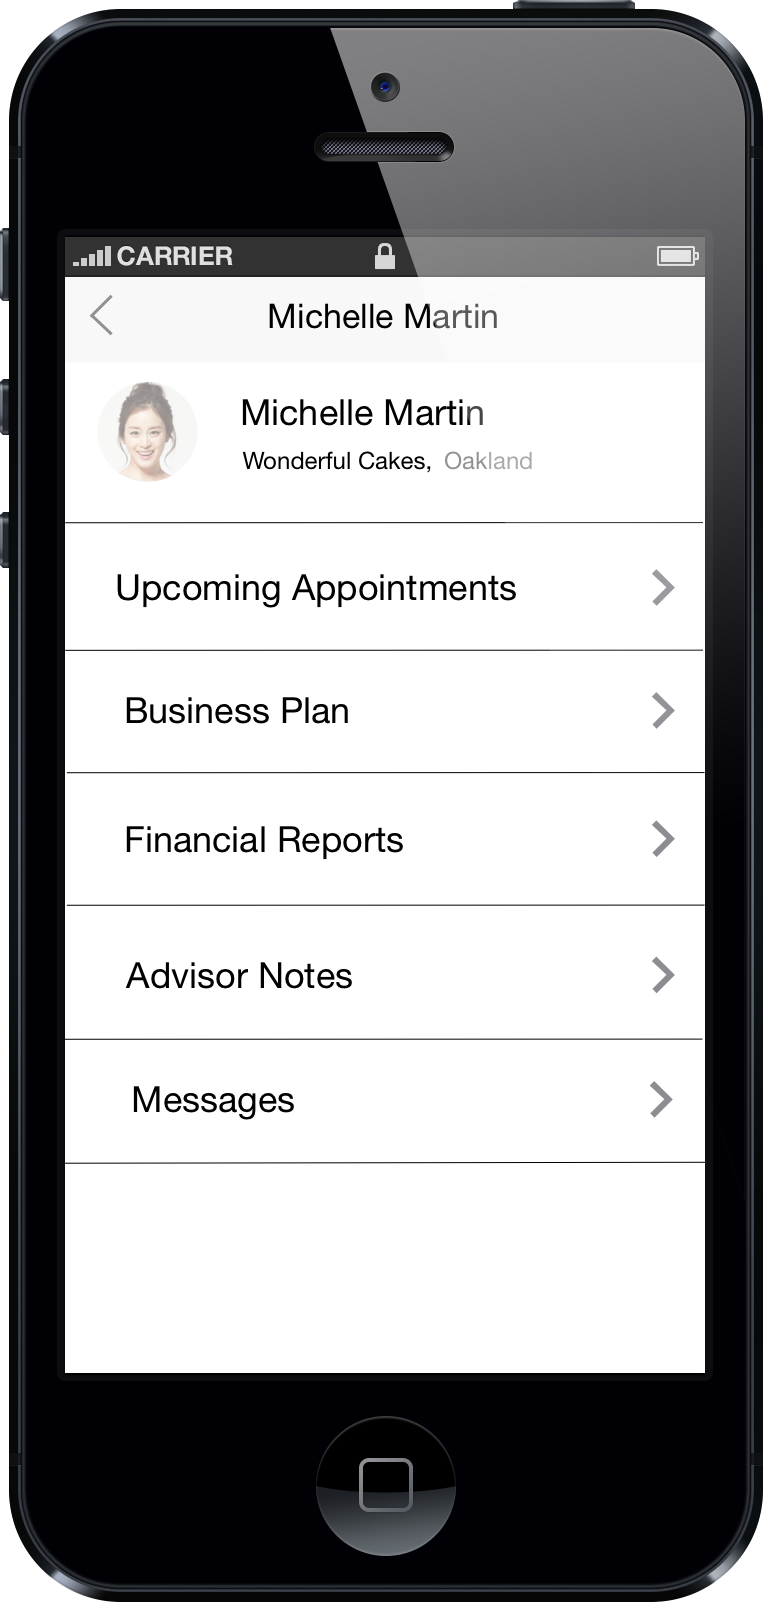 CARRIER
Michelle Martin
Michelle Martin
Wonderful Cakes, Oakland
Upcoming Appointments
Business Plan
Financial Reports
Advisor Notes
Messages